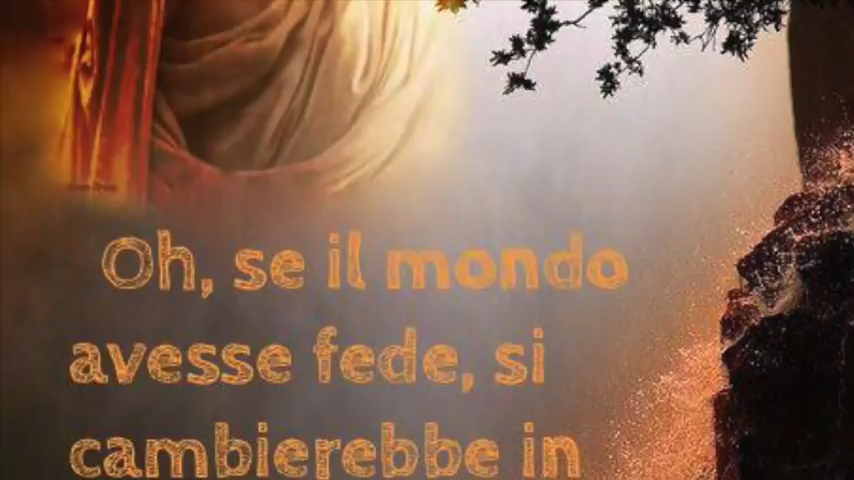 Oh, se il mondo
avesse fede, si
cambierebbe in